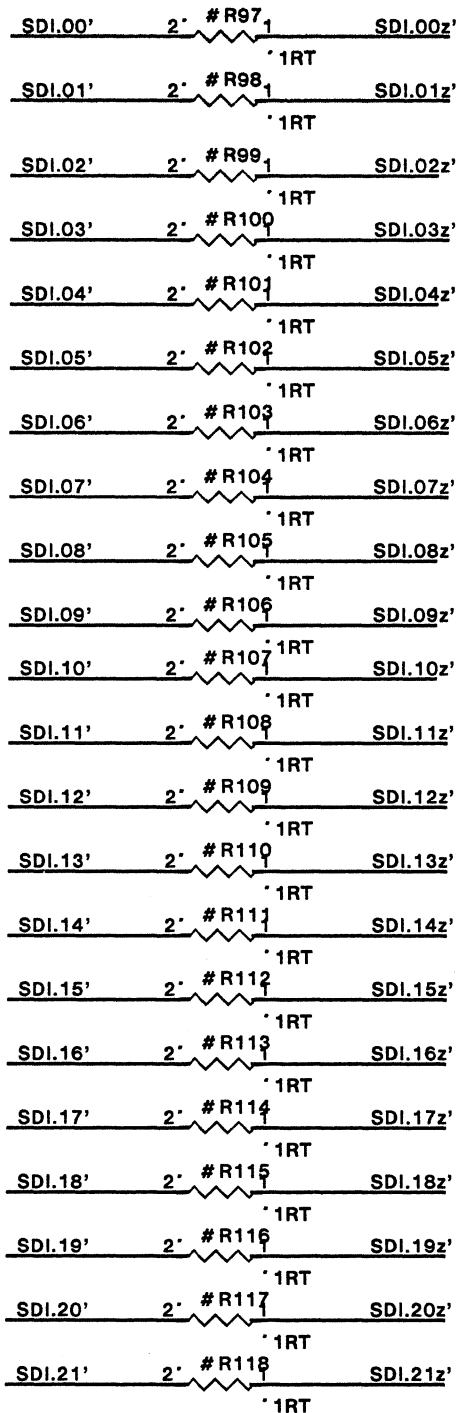 SDI.00' 2' #R97 1 SDI.00z'
' 1RT
SDI.01' 2' #R98 1 SDI.01z'
' 1RT
SDI.02' 2' #R99 1 SDI.02z'
' 1RT
SDI.03' 2' #R100 1 SDI.03z'
' 1RT
SDI.04' 2' #R101 1 SDI.04z'
' 1RT
SDI.05' 2' #R102 1 SDI.05z'
' 1RT
SDI.06' 2' #R103 1 SDI.06z'
' 1RT
SDI.07' 2' #R104 1 SDI.07z'
' 1RT
SDI.08' 2' #R105 1 SDI.08z'
' 1RT
SDI.09' 2' #R106 1 SDI.09z'
' 1RT
SDI.10' 2' #R107 1 SDI.10z'
' 1RT
SDI.11' 2' #R108 1 SDI.11z'
' 1RT
SDI.12' 2' #R109 1 SDI.12z'
' 1RT
SDI.13' 2' #R110 1 SDI.13z'
' 1RT
SDI.14' 2' #R111 1 SDI.14z'
' 1RT
SDI.15' 2' #R112 1 SDI.15z'
' 1RT
SDI.16' 2' #R113 1 SDI.16z'
' 1RT
SDI.17' 2' #R114 1 SDI.17z'
' 1RT
SDI.18' 2' #R115 1 SDI.18z'
' 1RT
SDI.19' 2' #R116 1 SDI.19z'
' 1RT
SDI.20' 2' #R117 1 SDI.20z'
' 1RT
SDI.21' 2' #R118 1 SDI.21z'
' 1RT